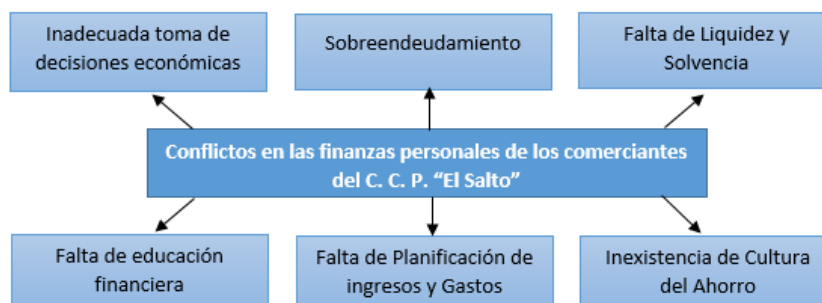 Inadecuada toma de
decisiones económicas
Sobreendeudamiento
Falta de Liquidez y
Solvencia
Conflictos en las finanzas personales de los comerciantes
del C. C. P. “El Salto”
Falta de educación
financiera
Falta de Planificación de
ingresos y Gastos
Inexistencia de Cultura
del Ahorro